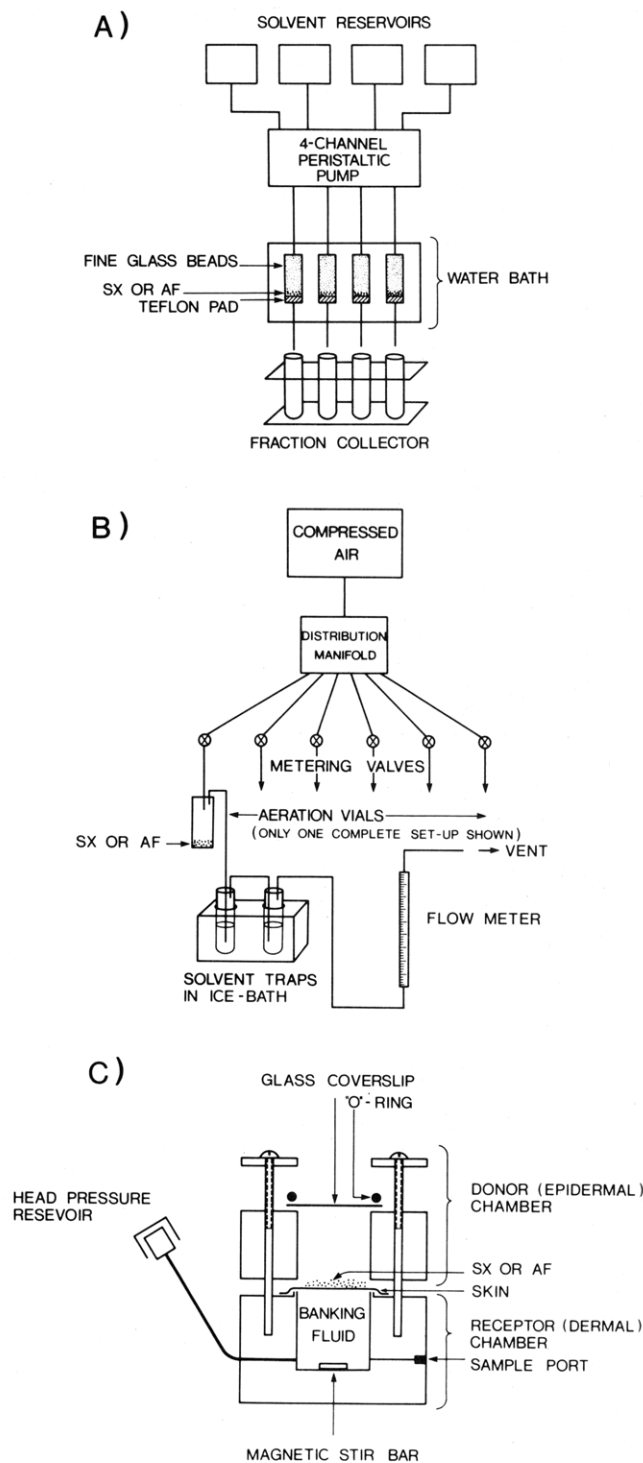 A)
SOLVENT RESERVOIRS
4-CHANNEL
PERISTALTIC
PUMP
FINE GLASS BEADS
SX OR AF
TEFLON PAD
WATER BATH
FRACTION COLLECTOR
B)
COMPRESSED
AIR
DISTRIBUTION
MANIFOLD
METERING VALVES
AERATION VIALS
(ONLY ONE COMPLETE SET-UP SHOWN)
SX OR AF
VENT
FLOW METER
SOLVENT TRAPS
IN ICE-BATH
C)
GLASS COVERSLIP
"O"-RING
HEAD PRESSURE
RESEVOIR
DONOR (EPIDERMAL)
CHAMBER
SX OR AF
SKIN
BANKING
FLUID
RECEPTOR (DERMAL)
CHAMBER
SAMPLE PORT
MAGNETIC STIR BAR